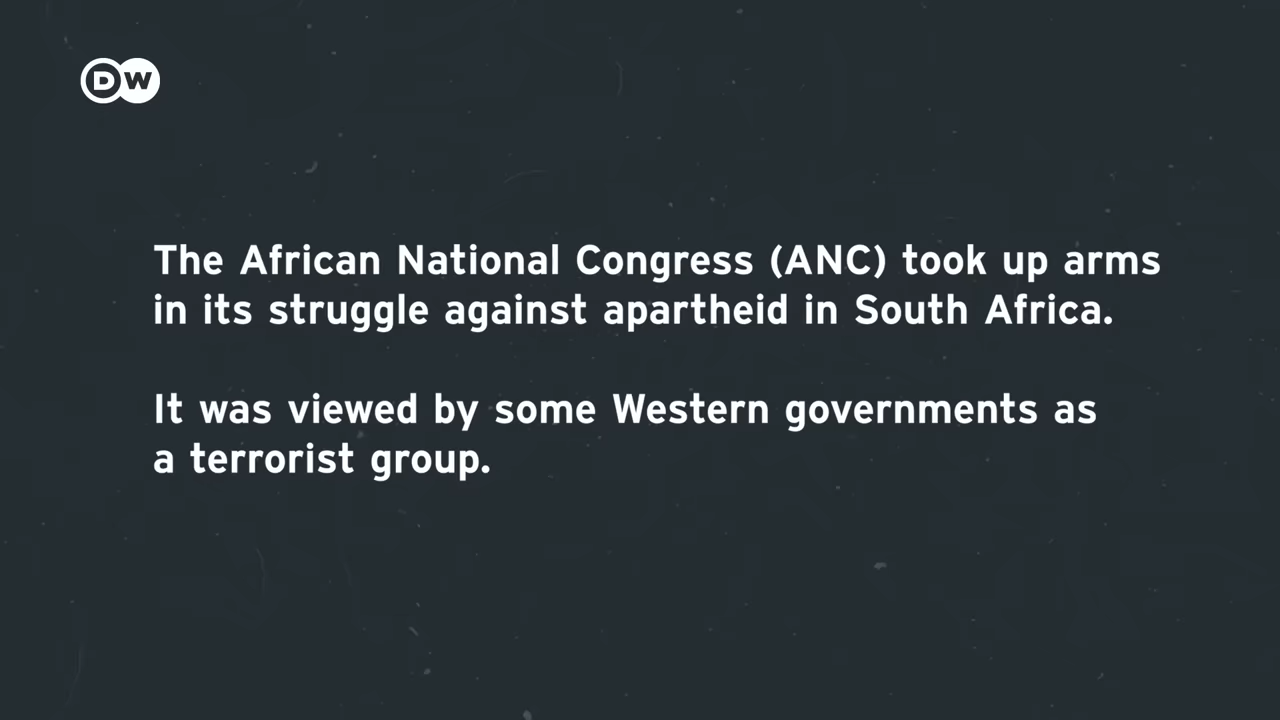 DW
The African National Congress (ANC) took up arms
in its struggle against apartheid in South Africa.
It was viewed by some Western governments as
a terrorist group.